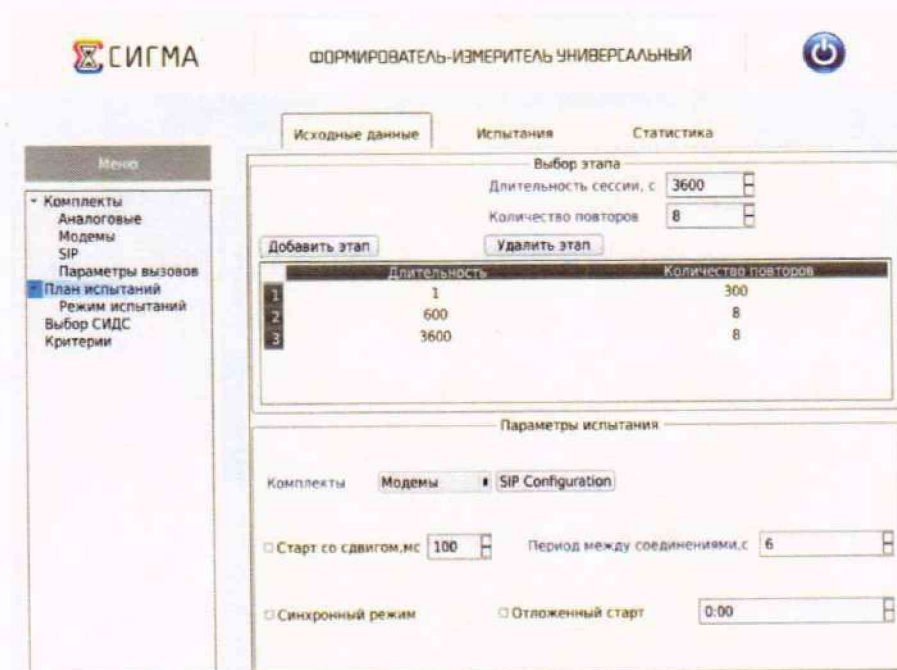 СИГМА
ФОРМИРОВАТЕЛЬ-ИЗМЕРИТЕЛЬ УНИВЕРСАЛЬНЫЙ
Исходные данные Испытания Статистика
Меню
Комплекты
Аналоговые
Модемы
SIP
Параметры вызовов
План испытаний
Режим испытаний
Выбор СИДС
Критерии
Выбор этапа
Длительность сессии, с 3600
Количество повторов 8
Добавить этап Удалить этап
Длительность Количество повторов
1 1 300
2 600 8
3 3600 8
Параметры испытания
Комплекты Модемы SIP Configuration
Старт со сдвигом,мс 100 Период между соединениями,с 6
Синхронный режим Отложенный старт 0:00